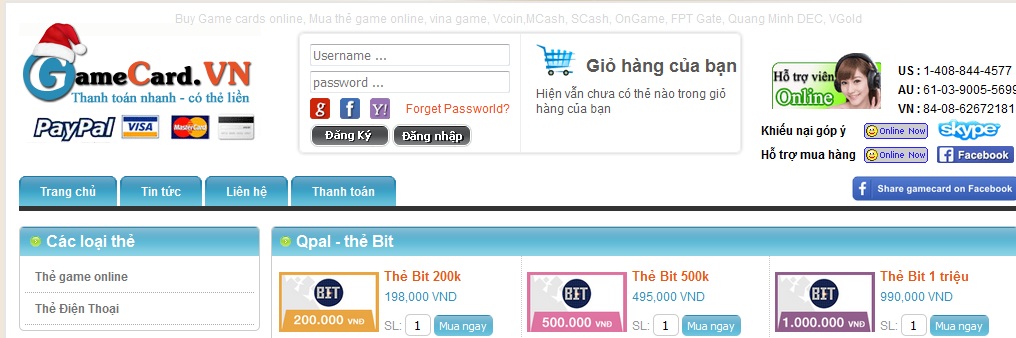 Buy Game cards online, Mua thẻ game online, vina game, Vcoin,MCash, SCash, OnGame, FPT Gate, Quang Minh DEC, VGold
GameCard.VN
Thanh toán nhanh - có thẻ liền
PayPal VISA MasterCard
Username ...
password ...
g f Y! Forget Password?
Đăng Ký Đăng nhập
Giỏ hàng của bạn
Hiện vẫn chưa có thẻ nào trong giỏ
hàng của bạn
Hỗ trợ viên
Online
US : 1-408-844-4577
AU : 61-03-9005-5699
VN : 84-08-62672181
Khiếu nại góp ý Online Now skype
Hỗ trợ mua hàng Online Now Facebook
Trang chủ Tin tức Liên hệ Thanh toán
Share gamecard on Facebook
Các loại thẻ
Thẻ game online
Thẻ Điện Thoại
Qpal - thẻ Bit
BIT
200.000 VNĐ
Thẻ Bit 200k
198,000 VND
SL: 1 Mua ngay
BIT
500.000 VNĐ
Thẻ Bit 500k
495,000 VND
SL: 1 Mua ngay
BIT
1.000.000 VNĐ
Thẻ Bit 1 triệu
990,000 VND
SL: 1 Mua ngay